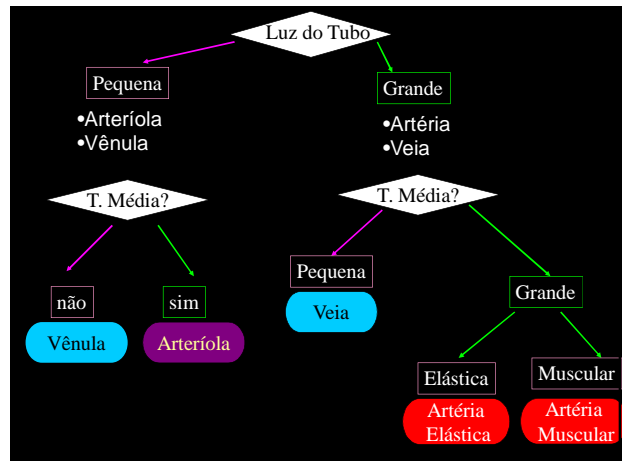 Luz do Tubo
Pequena
•Arteríola
•Vênula
Grande
•Artéria
•Veia
T. Média?
não
Vênula
sim
Arteríola
T. Média?
Pequena
Veia
Grande
Elástica
Artéria
Elástica
Muscular
Artéria
Muscular